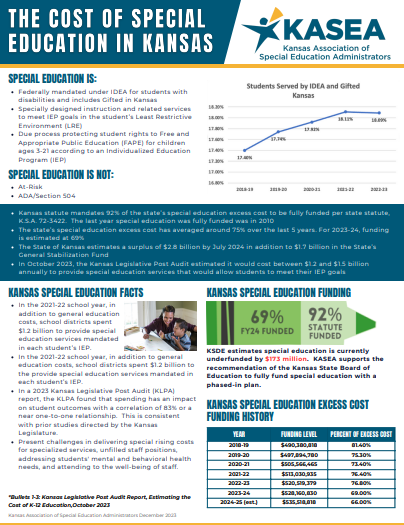 THE COST OF SPECIAL
EDUCATION IN KANSAS
KASEA
Kansas Association of
Special Education Administrators
SPECIAL EDUCATION IS:
Federally mandated under IDEA for students with
disabilities and includes Gifted in Kansas
Specially designed instruction and related services
to meet IEP goals in the student's Least Restrictive
Environment (LRE)
Due process protecting student rights to Free and
Appropriate Public Education (FAPE) for children
ages 3-21 according to an Individualized Education
Program (IEP)
SPECIAL EDUCATION IS NOT:
At-Risk
ADA/Section 504
Students Served by IDEA and Gifted
Kansas
18.20%
18.00%
17.80%
17.60%
17.40%
17.20%
17.00%
16.80%
17.40%
17.74%
17.92%
18.11%
18.09%
2018-19
2019-20
2020-21
2021-22
2022-23
Kansas statute mandates 92% of the state's special education excess cost to be fully funded per state statute,
K.S.A. 72-3422. The last year special education was fully funded was in 2010
The state's special education excess cost has averaged around 75% over the last 5 years. For 2023-24, funding
is estimated at 69%
The State of Kansas estimates a surplus of $2.8 billion by July 2024 in addition to $1.7 billion in the State's
General Stabilization Fund
In October 2023, the Kansas Legislative Post Audit estimated it would cost between $1.2 and $1.5 billion
annually to provide special education services that would allow students to meet their IEP goals
KANSAS SPECIAL EDUCATION FACTS
In the 2021-22 school year, in
addition to general education
costs, school districts spent
$1.2 billion to provide special
education services mandated
in each student's IEP.
In the 2021-22 school year, in addition to general
education costs, school districts spent $1.2 billion to
provide the special education services mandated in
each student's IEP.
In a 2023 Kansas Legislative Post Audit (KLPA)
report, the KLPA found that spending has an impact
on student outcomes with a correlation of 83% or a
near one-to-one relationship. This is consistent
with prior studies directed by the Kansas
Legislature.
Present challenges in delivering special rising costs
for specialized services, unfilled staff positions,
addressing students' mental and behavioral health
needs, and attending to the well-being of staff.
*Bullets 1-3: Kansas Legislative Post Audit Report, Estimating the
Cost of K-12 Education,October 2023
Kansas Association of Special Education Administrators December 2023
KANSAS SPECIAL EDUCATION FUNDING
69%
FY24 FUNDED
92%
STATUTE
FUNDED
KSDE estimates special education is currently
underfunded by $173 million. KASEA supports the
recommendation of the Kansas State Board of
Education to fully fund special education with a
phased-in plan.
KANSAS SPECIAL EDUCATION EXCESS COST
FUNDING HISTORY
YEAR FUNDING LEVEL PERCENT OF EXCESS COST
2018-19 $490,380,818 81.40%
2019-20 $497,894,780 75.30%
2020-21 $505,566,465 73.40%
2021-22 $513,030,935 76.40%
2022-23 $520,519,379 76.80%
2023-24 $528,160,830 69.00%
2024-25 (est.) $535,518,818 66.00%